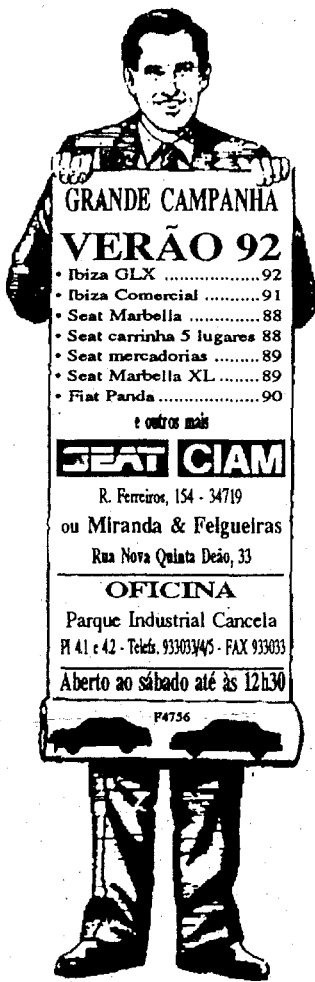 GRANDE CAMPANHA
VERÃO 92
• Ibiza GLX ..................92
• Ibiza Comercial ..........91
• Seat Marbella ..............88
• Seat carrinha 5 lugares 88
• Seat mercadorias ........89
• Seat Marbella XL .......89
• Fiat Panda ...................90
e outros mais
SEAT CIAM
R. Ferreiros, 154 - 34719
ou Miranda & Felgueiras
Rua Nova Quinta Deão, 33
OFICINA
Parque Industrial Cancela
PI 4.1 e 4.2 - Telefs. 933033/4/5 - FAX 933033
Aberto ao sábado até às 12h30
F4756